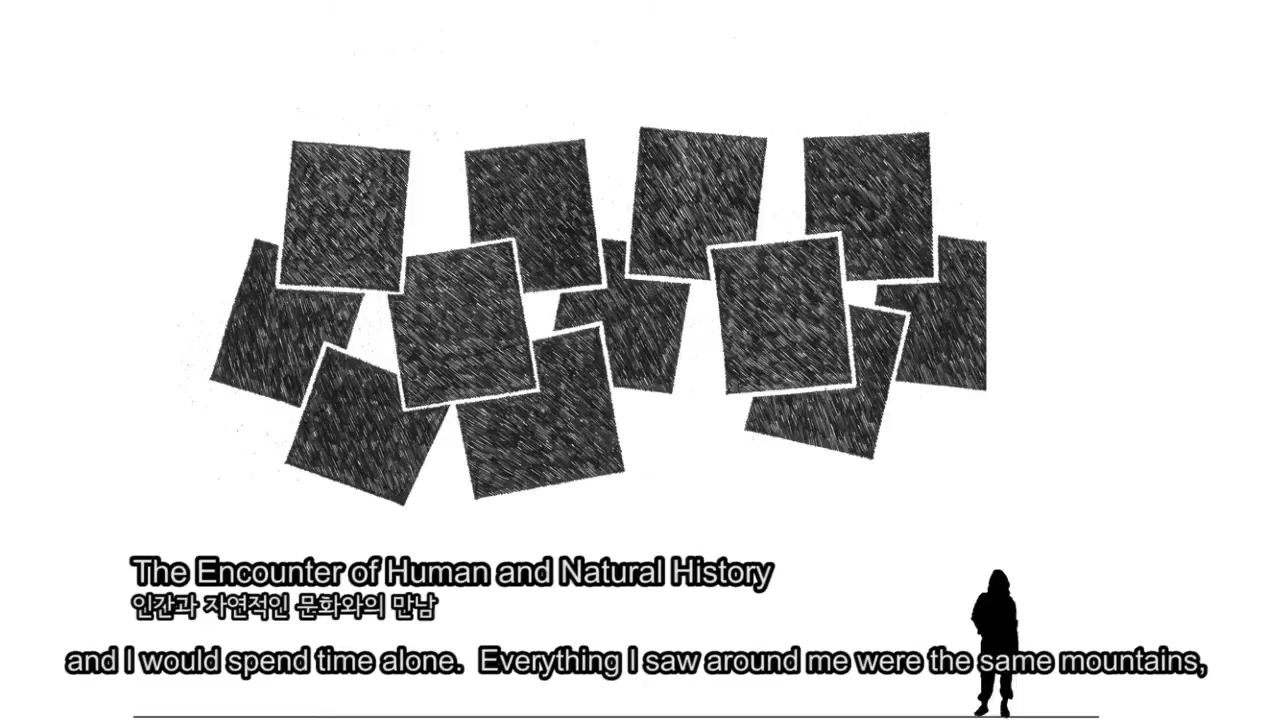 The Encounter of Human and Natural History
인간과 자연적인 문화와의 만남
and I would spend time alone.  Everything I saw around me were the same mountains,